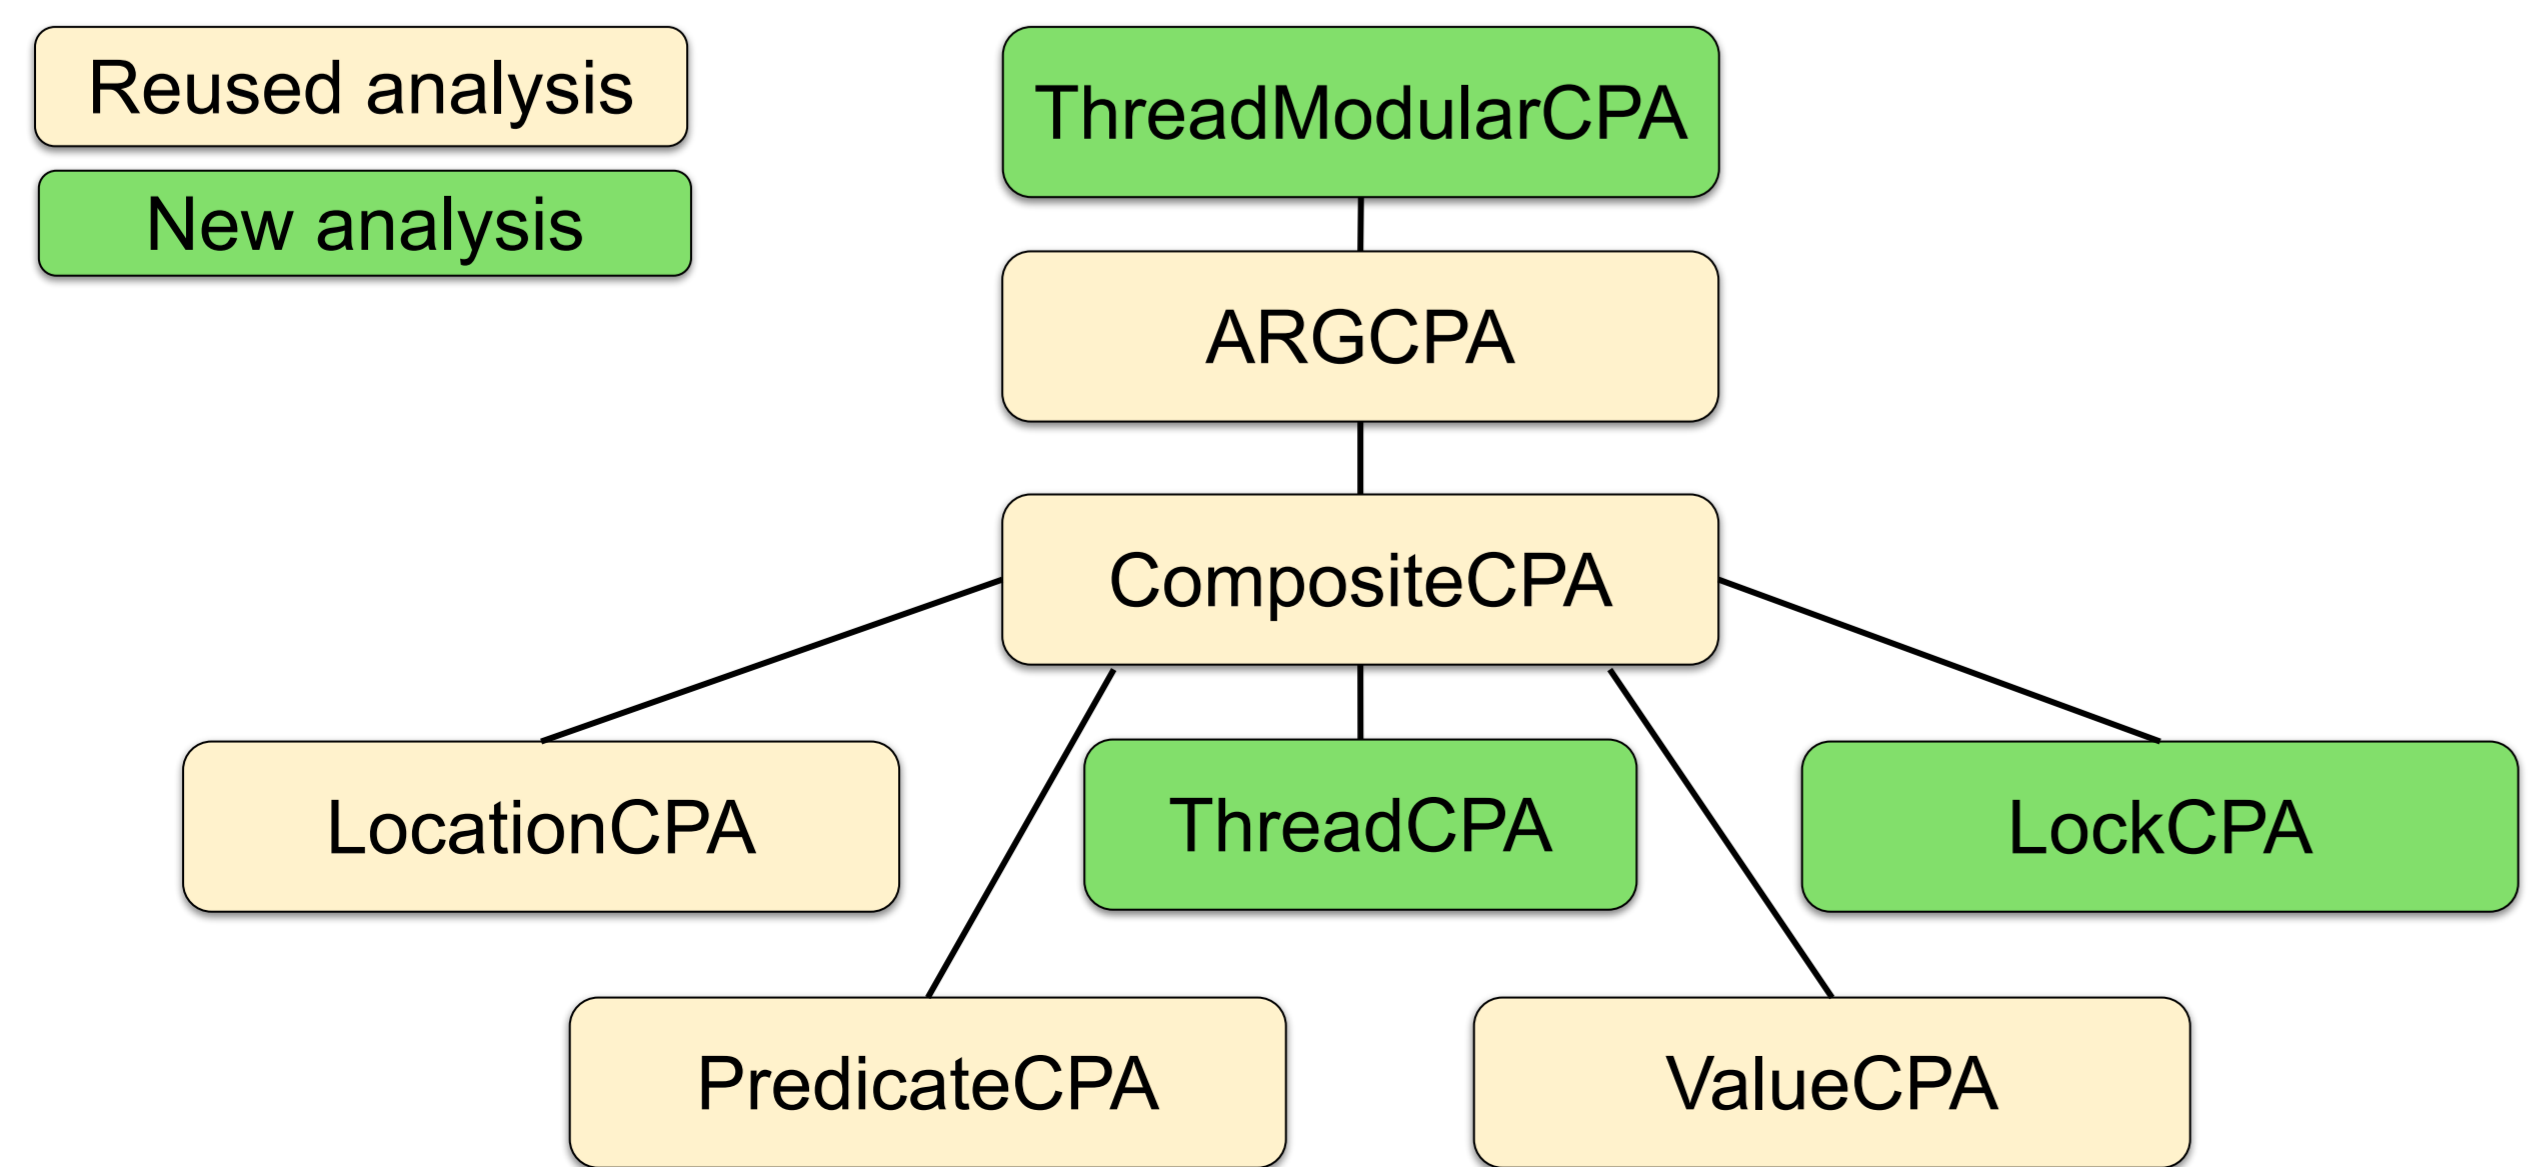 Reused analysis
New analysis
ThreadModularCPA
ARGCPA
CompositeCPA
LocationCPA
ThreadCPA
LockCPA
PredicateCPA
ValueCPA